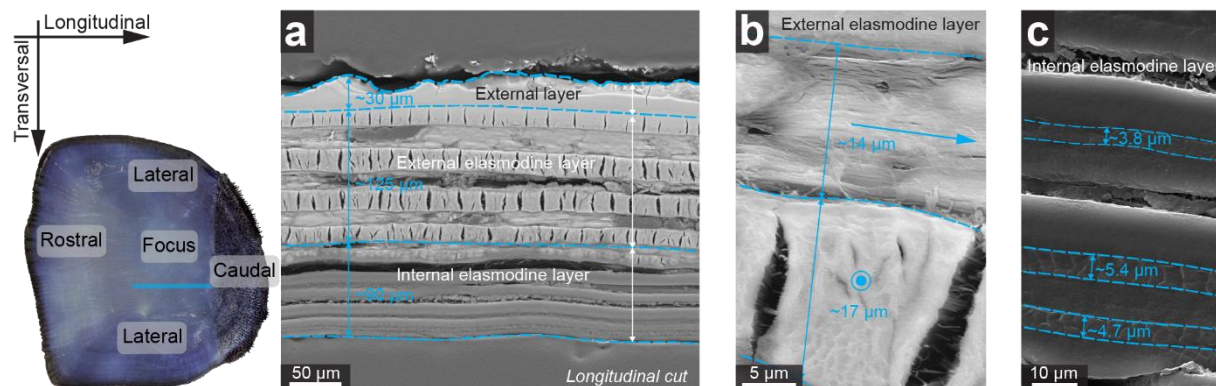 Longitudinal
Transversal
Lateral
Rostral
Focus
Caudal
Lateral
a
External layer
~30 µm
External elasmodine layer
~125 µm
Internal elasmodine layer
~90 µm
50 µm
Longitudinal cut
b
External elasmodine layer
~14 µm
~17 µm
5 µm
c
Internal elasmodine layer
~3.8 µm
~5.4 µm
~4.7 µm
10 µm